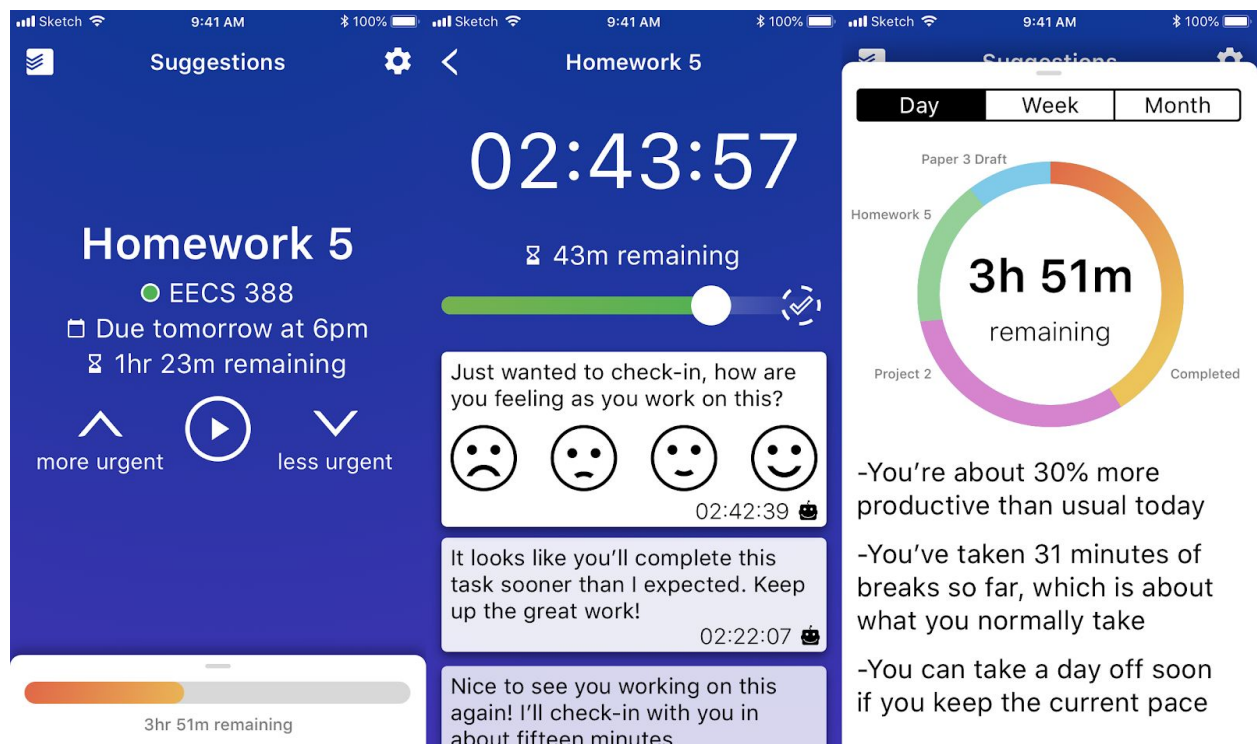 Sketch 9:41 AM 100%
Suggestions
Homework 5
EECS 388
Due tomorrow at 6pm
1hr 23m remaining
more urgent less urgent
3hr 51m remaining
Sketch 9:41 AM 100%
Homework 5
02:43:57
43m remaining
Just wanted to check-in, how are
you feeling as you work on this?
02:42:39
It looks like you'll complete this
task sooner than I expected. Keep
up the great work!
02:22:07
Nice to see you working on this
again! I'll check-in with you in
about fifteen minutes
Sketch 9:41 AM 100%
Suggestions
Day Week Month
Paper 3 Draft
Homework 5
3h 51m
remaining
Project 2
Completed
-You're about 30% more
productive than usual today
-You've taken 31 minutes of
breaks so far, which is about
what you normally take
-You can take a day off soon
if you keep the current pace